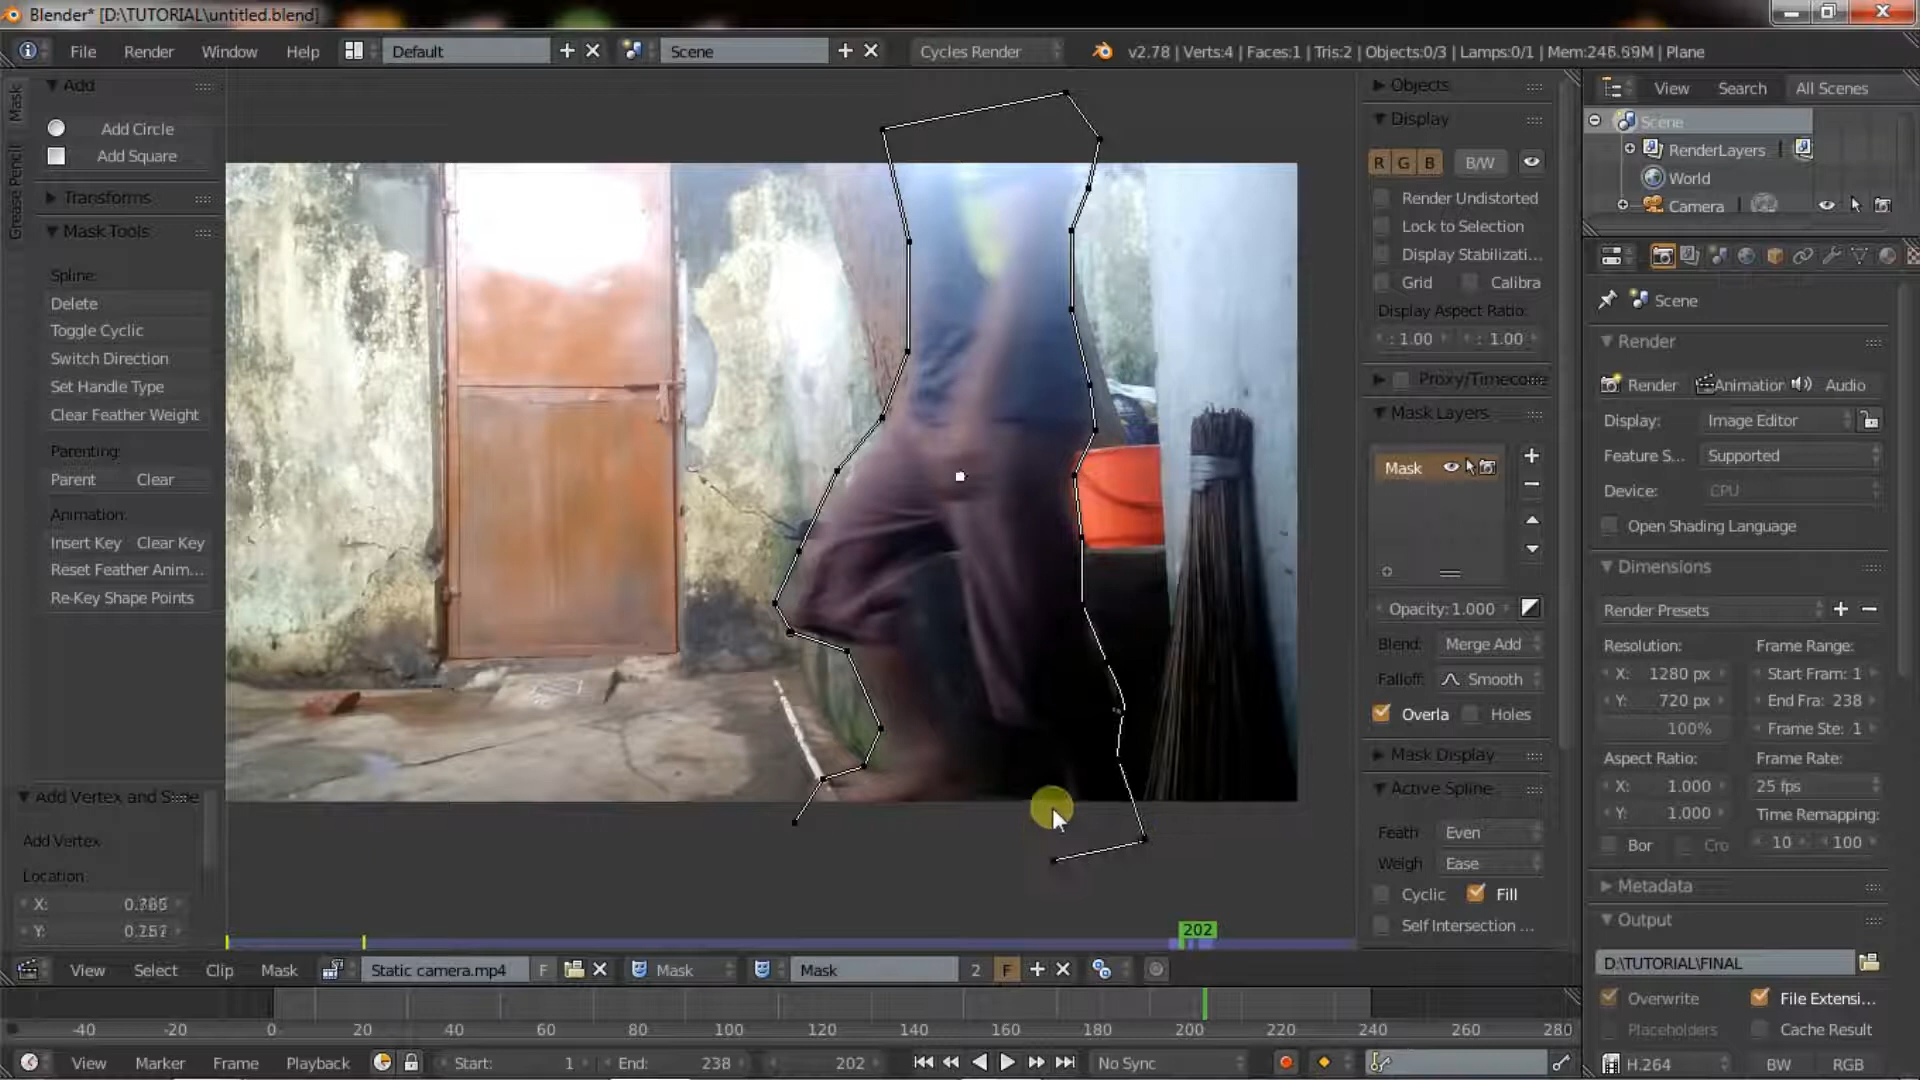 Blender* [D:\TUTORIAL\untitled.blend]
File Render Window Help Default Scene Cycles Render v2.78 | Verts:4 | Faces:1 | Tris:2 | Objects:0/3 | Lamps:0/1 | Mem:246.99M | Plane
Mask
Grease Pencil
Add
Add Circle
Add Square
Transforms
Mask Tools
Spline:
Delete
Toggle Cyclic
Switch Direction
Set Handle Type
Clear Feather Weight
Parenting:
Parent Clear
Animation:
Insert Key Clear Key
Reset Feather Anim...
Re-Key Shape Points
Add Vertex
Location:
X:
Y:
Objects
Display
R G B B/W
Render Undistorted
Lock to Selection
Display Stabilizati...
Grid Calibra
Display Aspect Ratio:
: 1.00 : 1.00
Proxy/Timecode
Mask Layers
Mask
Opacity: 1.000
Blend: Merge Add
Falloff: Smooth
Overla Holes
Mask Display
Active Spline
Feath Even
Weigh Ease
Cyclic Fill
Self Intersection ...
View Search All Scenes
Scene
RenderLayers |
World
Camera |
Scene
Render
Render Animation Audio
Display: Image Editor
Feature S... Supported
Device: CPU
Open Shading Language
Dimensions
Render Presets
Resolution: Frame Range:
X: 1280 px Start Fram: 1
Y: 720 px End Fra: 238
100% Frame Ste: 1
Aspect Ratio: Frame Rate:
X: 1.000 25 fps
Y: 1.000 Time Remapping:
Bor Cro 10 100
Metadata
Output
D:\TUTORIAL\FINAL
Overwrite File Extensi...
Placeholders Cache Result
H.264 BW RGB
202
View Select Clip Mask Static camera.mp4 F Mask Mask 2 F
-40 -20 0 20 40 60 80 100 120 140 160 180 200 220 240 260 280
View Marker Frame Playback Start: 1 End: 238 202 No Sync